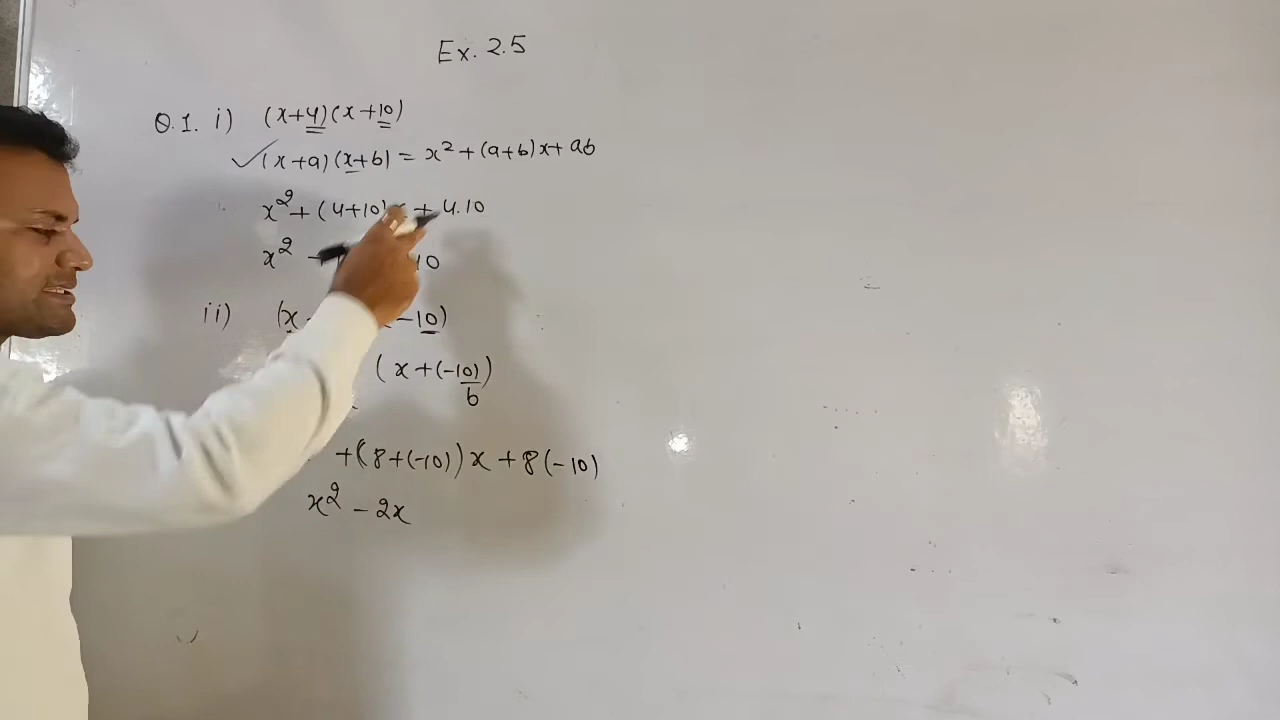 Ex. 2.5
Q.1. i) (x+4)(x+10)
✓(x+a)(x+b) = x² + (a+b)x + ab
x² + (4+10) + 4.10
x² 10
ii) (x -10)
(x + (-10))
b
+(8+(-10))x + 8(-10)
x² - 2x